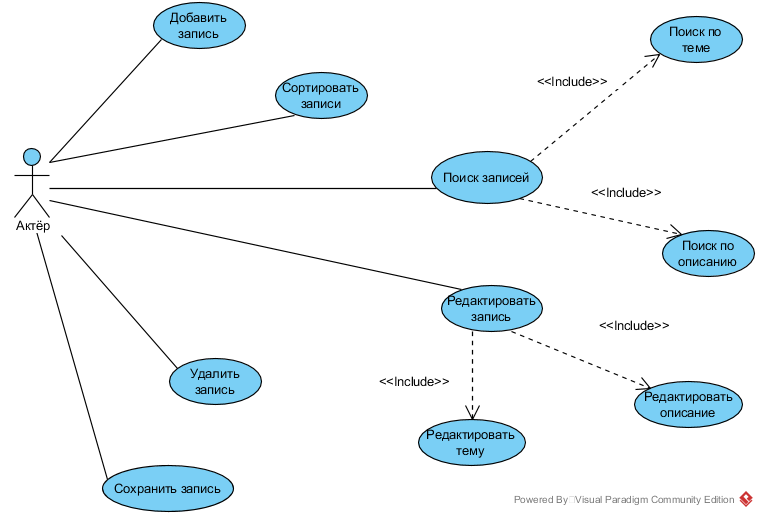 Добавить
запись
Поиск по
теме
<<Include>>
Сортировать
записи
Поиск записей
<<Include>>
Актёр
Поиск по
описанию
Редактировать
запись
<<Include>>
Удалить
запись
<<Include>>
Редактировать
описание
Редактировать
тему
Сохранить запись
Powered By Visual Paradigm Community Edition